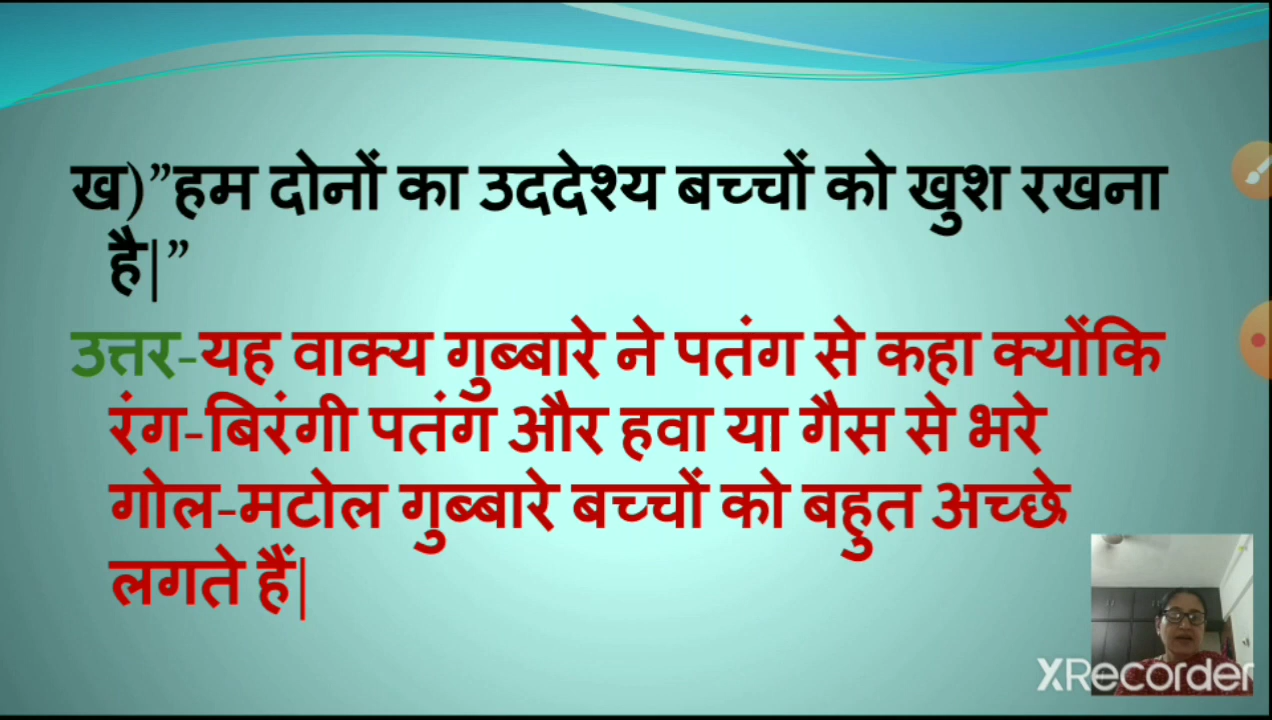 ख)”हम दोनों का उददेश्य बच्चों को खुश रखना
है|”
उत्तर-यह वाक्य गुब्बारे ने पतंग से कहा क्योंकि
रंग-बिरंगी पतंग और हवा या गैस से भरे
गोल-मटोल गुब्बारे बच्चों को बहुत अच्छे
लगते हैं|
XRecorder